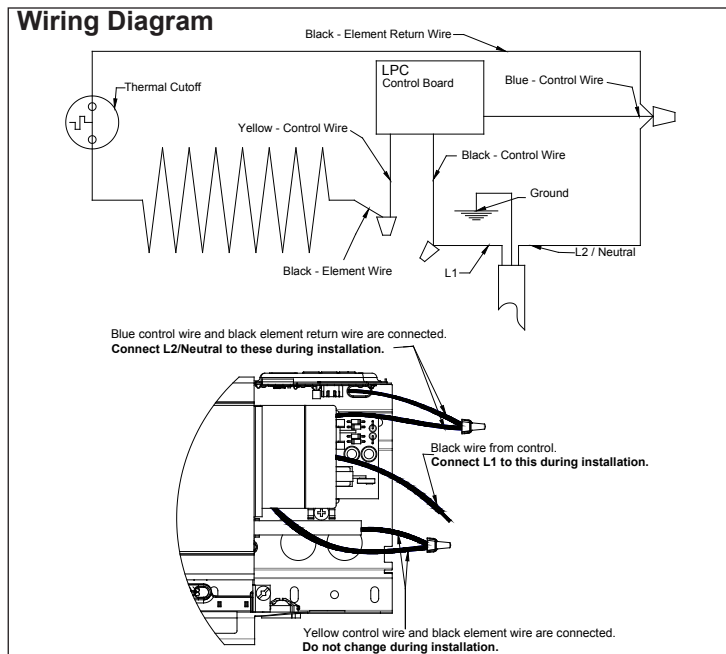 Wiring Diagram
Black - Element Return Wire
LPC
Control Board
Thermal Cutoff
Blue - Control Wire
Yellow - Control Wire
Black - Control Wire
Ground
Black - Element Wire
L1
L2 / Neutral
Blue control wire and black element return wire are connected.
Connect L2/Neutral to these during installation.
Black wire from control.
Connect L1 to this during installation.
Yellow control wire and black element wire are connected.
Do not change during installation.